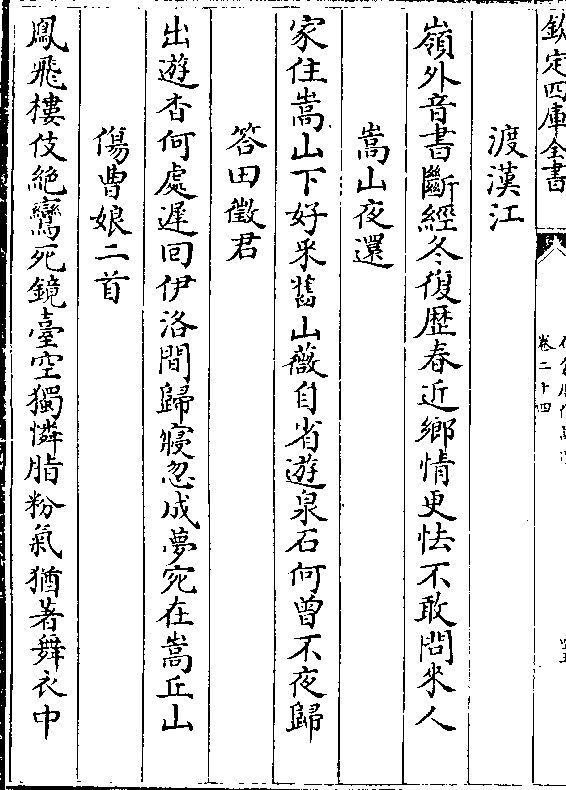 欽定四庫全書
卷二十四
渡漢江
嶺外音書斷經冬復歴春近鄉情更怯不敢問來人
嵩山夜還
家住嵩山下好采舊山薇自省遊泉石何曾不夜歸
答田徵君
出遊杳何處遲回伊洛間歸寢忽成夢宛在嵩丘山
傷曹娘二首
鳳飛樓伎絶鸞死鏡臺空獨憐脂粉氣猶著舞衣中